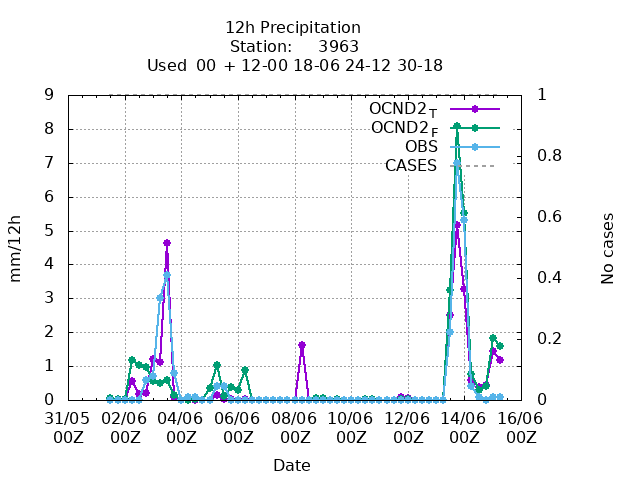 12h Precipitation
Station: 3963
Used 00 + 12-00 18-06 24-12 30-18
OCND2T
OCND2F
OBS
CASES
mm/12h
9
8
7
6
5
4
3
2
1
0
No cases
1
0.8
0.6
0.4
0.2
0
31/05 02/06 04/06 06/06 08/06 10/06 12/06 14/06 16/06
00Z 00Z 00Z 00Z 00Z 00Z 00Z 00Z 00Z
Date